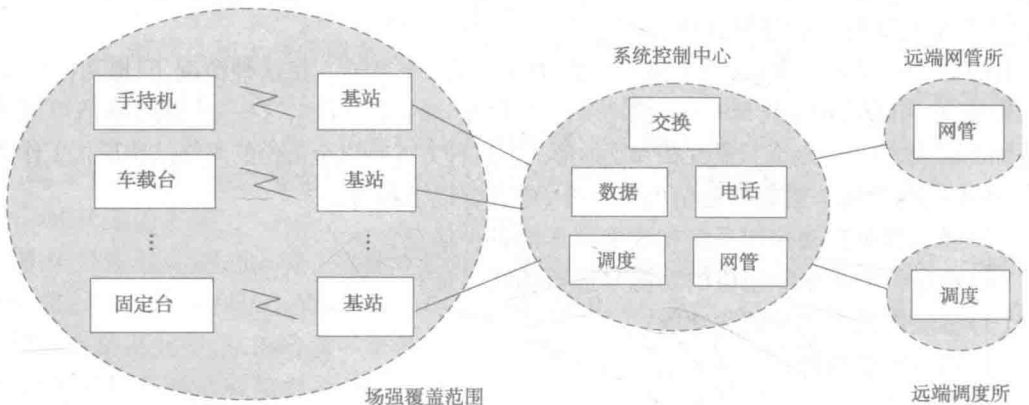 系统控制中心
远端网管所
手持机
基站
交换
网管
车载台
基站
数据
电话
⋮
⋮
调度
网管
固定台
基站
调度
场强覆盖范围
远端调度所